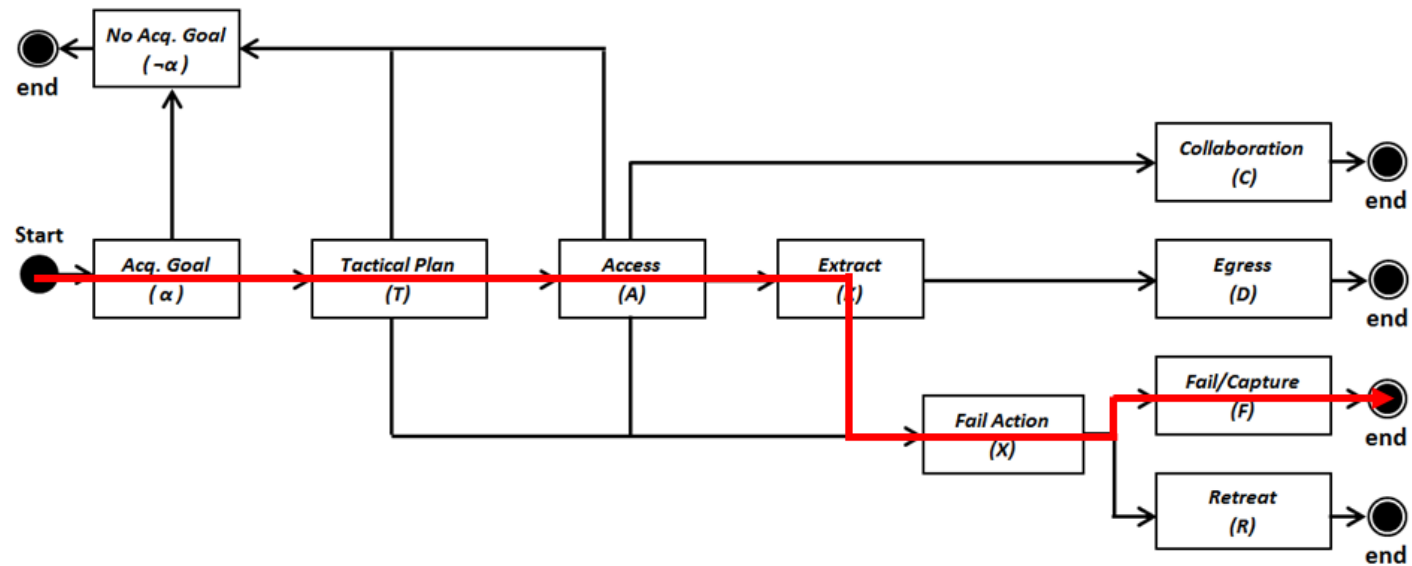 No Acq. Goal
( ¬α )
end
Collaboration
(C)
end
Start
Acq. Goal
( α )
Tactical Plan
(T)
Access
(A)
Extract
Egress
(D)
end
Fail/Capture
(F)
end
Fail Action
(X)
Retreat
(R)
end